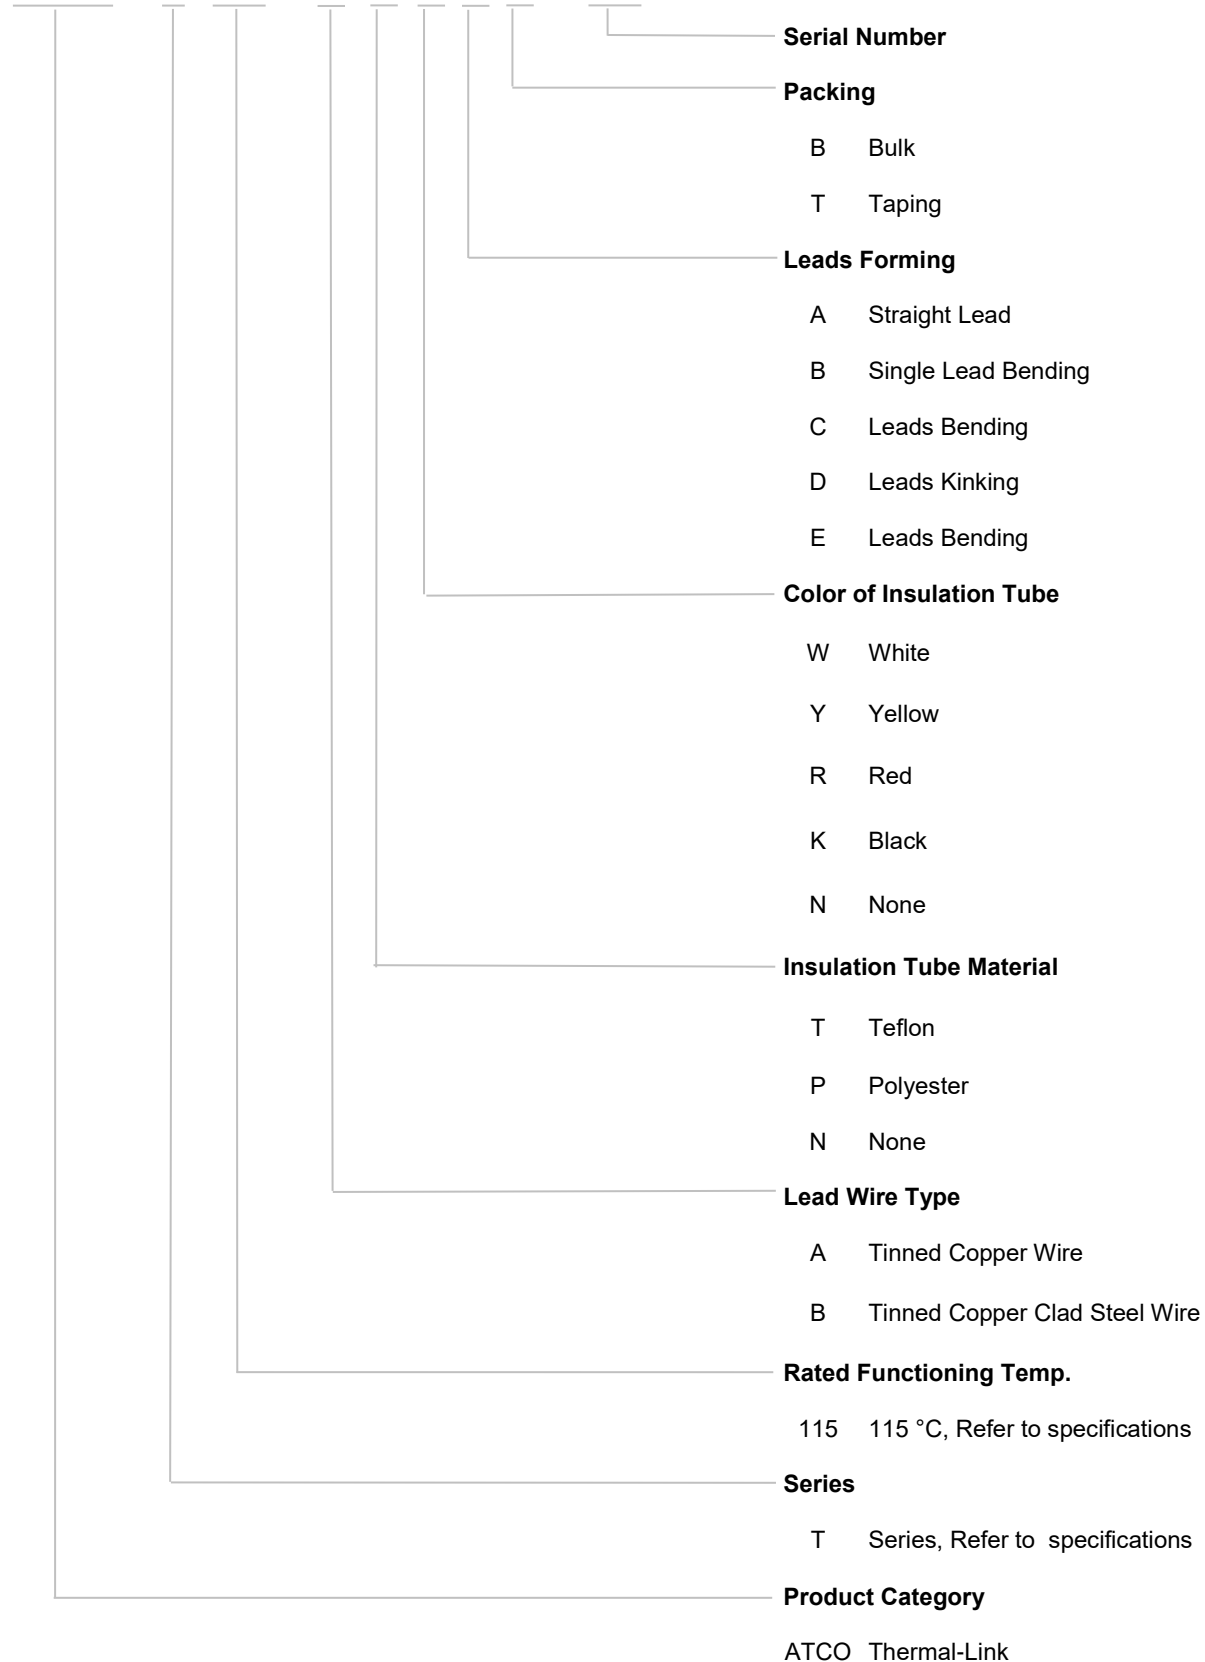 Serial Number
Packing
B Bulk
T Taping
Leads Forming
A Straight Lead
B Single Lead Bending
C Leads Bending
D Leads Kinking
E Leads Bending
Color of Insulation Tube
W White
Y Yellow
R Red
K Black
N None
Insulation Tube Material
T Teflon
P Polyester
N None
Lead Wire Type
A Tinned Copper Wire
B Tinned Copper Clad Steel Wire
Rated Functioning Temp.
115 115 °C, Refer to specifications
Series
T Series, Refer to specifications
Product Category
ATCO Thermal-Link